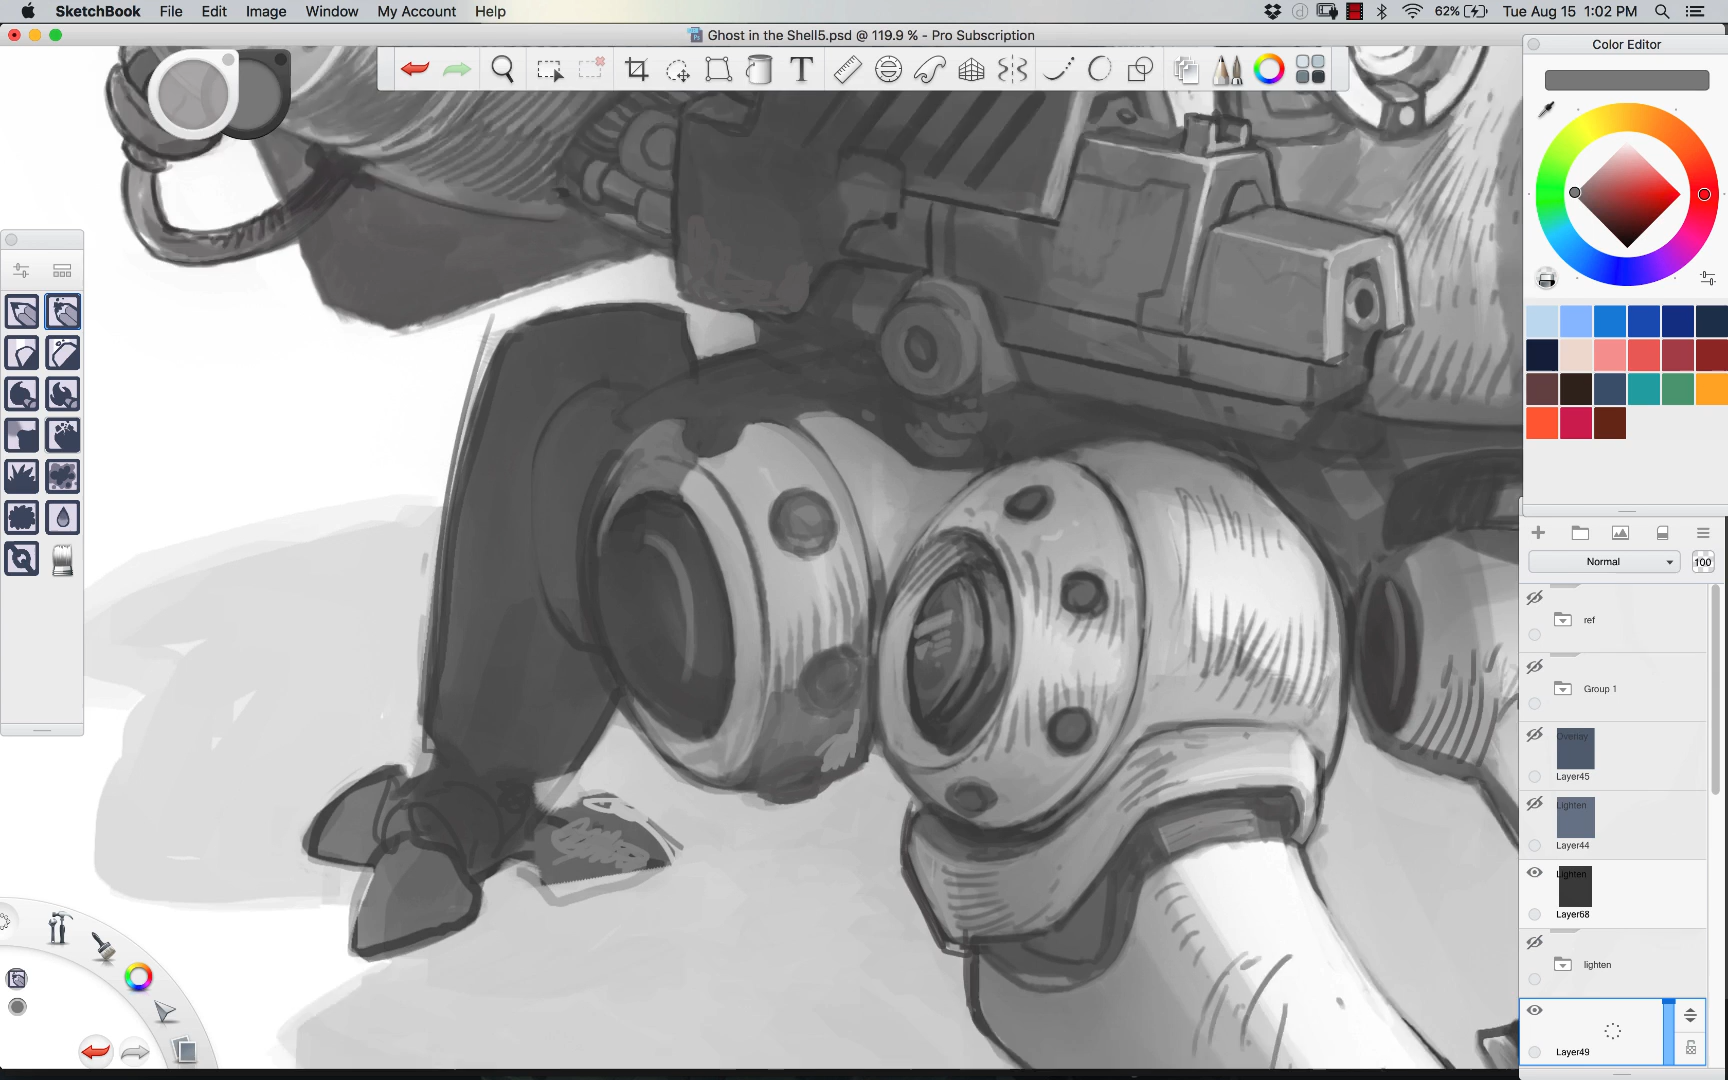 SketchBook File Edit Image Window My Account Help
62% Tue Aug 15 1:02 PM
Ghost in the Shell5.psd @ 119.9 % - Pro Subscription
Color Editor
T
Normal
100
ref
Group 1
Overlay
Layer45
Lighten
Layer44
Lighten
Layer68
lighten
Layer49